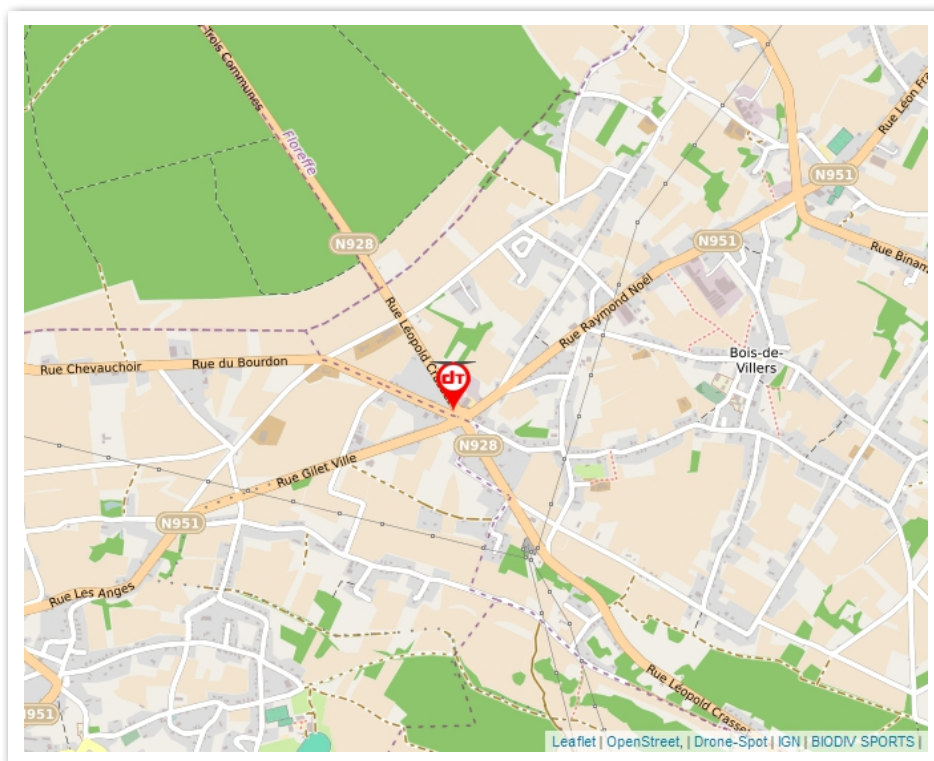 Trois Communes
Floreffe
Rue Léon Fra
N951
N928
N951
Rue Binam
Rue Raymond Noël
Rue Léopold Crasse
Rue Chevauchoir
Rue du Bourdon
Bois-de-
Villers
dT
N928
Rue Gilet Ville
N951
Rue Les Anges
Rue Léopold Crasset
N951
Leaflet | OpenStreet, | Drone-Spot | IGN | BIODIV SPORTS |